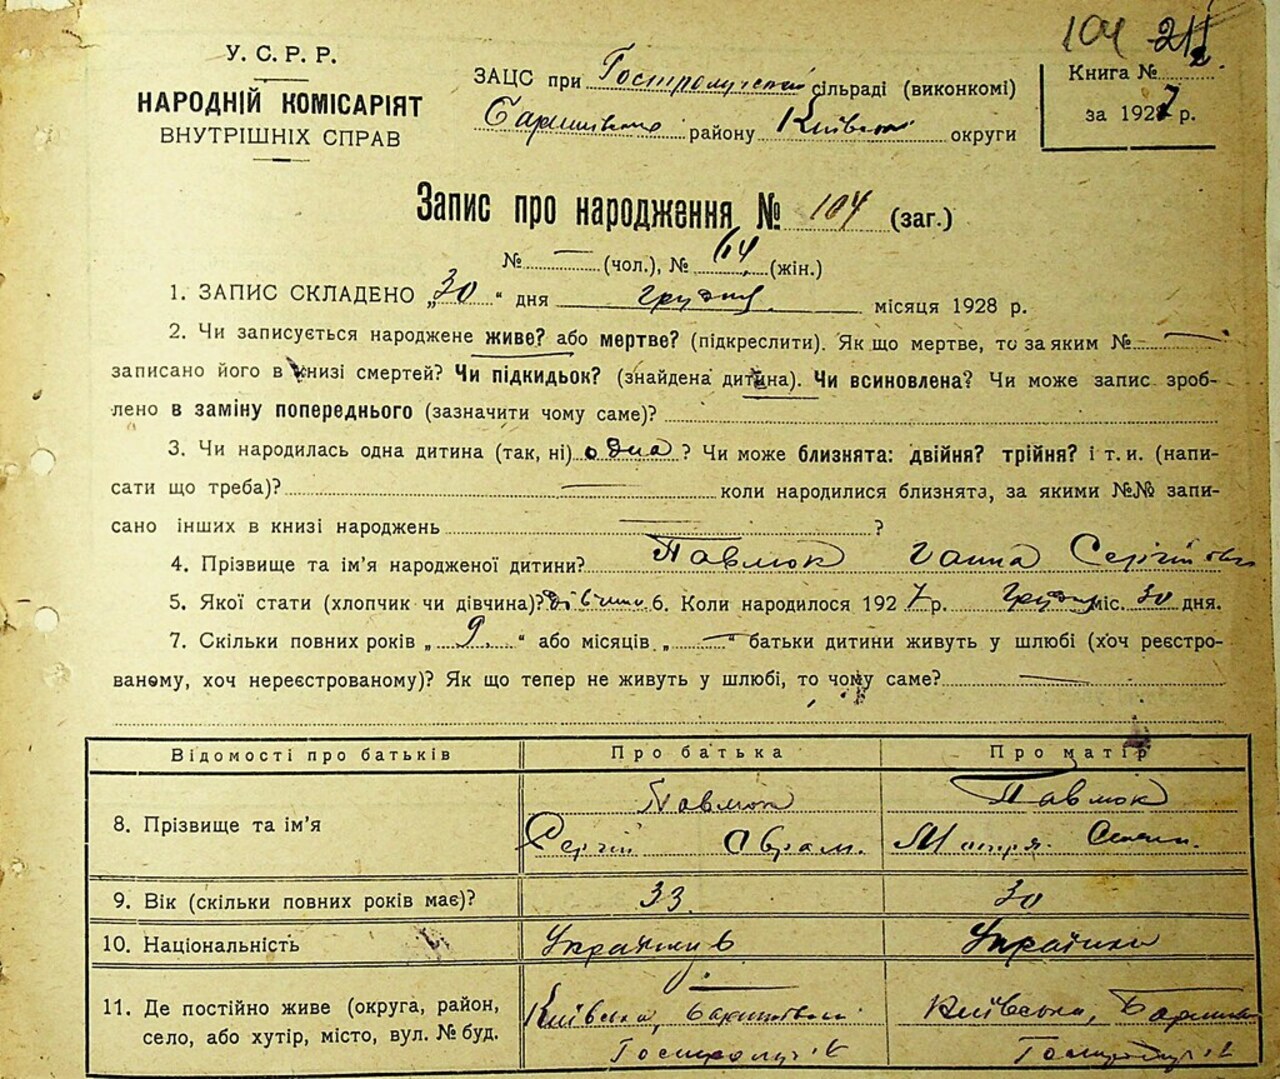 104
У. С. Р. Р.
НАРОДНІЙ КОМІСАРІЯТ
ВНУТРІШНІХ СПРАВ
ЗАЦС при Гостролучській сільраді (виконкомі)
району Київської округи
Книга №
за 1927 р.
Запис про народження № 104 (заг.)
№ — (чол.), № 64 (жін.)
1. ЗАПИС СКЛАДЕНО „30“ дня грудня місяця 1928 р.
2. Чи записується народжене живе? або мертве? (підкреслити). Як що мертве, то за яким № —
записано його в книзі смертей? Чи підкидьок? (знайдена дитина). Чи всиновлена? Чи може запис зроб-
лено в заміну попереднього (зазначити чому саме)?
3. Чи народилась одна дитина (так, ні) одна ? Чи може близнята: двійня? трійня? і т. и. (напи-
сати що треба)? — коли народилися близнята, за якими №№ запи-
сано інших в книзі народжень — ?
4. Прізвище та ім'я народженої дитини? Павлюк Ганна Сергіївна
5. Якої стати (хлопчик чи дівчина)? дівчина 6. Коли народилося 1927 р. грудня міс. 30 дня.
7. Скільки повних років „9“ або місяців „—“ батьки дитини живуть у шлюбі (хоч реєстро-
ваному, хоч нереєстрованому)? Як що тепер не живуть у шлюбі, то чому саме? —
Відомості про батьків Про батька Про матір
8. Прізвище та ім'я Павлюк Сергій Аврам. Павлюк
9. Вік (скільки повних років має)? 33 30
10. Національність Українець Українка
11. Де постійно живе (округа, район,
село, або хутір, місто, вул. № буд.
Київська,
Київська,